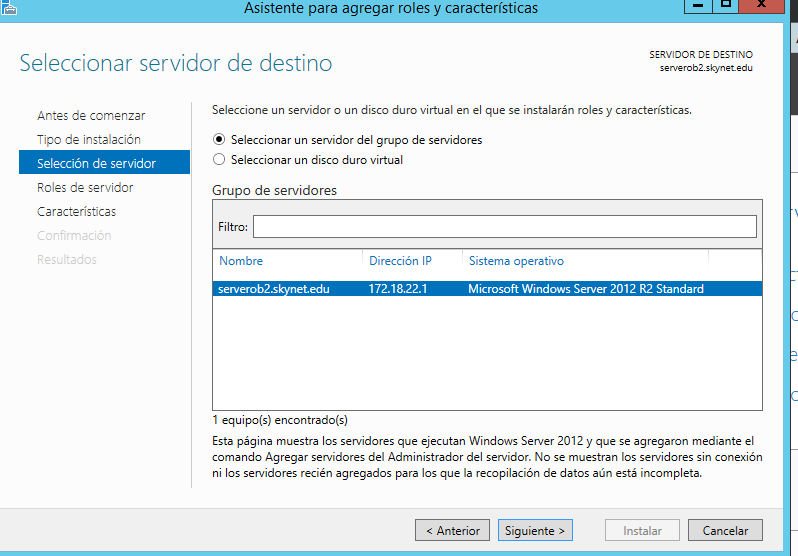 Asistente para agregar roles y características
Seleccionar servidor de destino
SERVIDOR DE DESTINO
serverob2.skynet.edu
Antes de comenzar
Tipo de instalación
Selección de servidor
Roles de servidor
Características
Confirmación
Resultados
Seleccione un servidor o un disco duro virtual en el que se instalarán roles y características.
Seleccionar un servidor del grupo de servidores
Seleccionar un disco duro virtual
Grupo de servidores
Filtro:
Nombre Dirección IP Sistema operativo
serverob2.skynet.edu 172.18.22.1 Microsoft Windows Server 2012 R2 Standard
1 equipo(s) encontrado(s)
Esta página muestra los servidores que ejecutan Windows Server 2012 y que se agregaron mediante el
comando Agregar servidores del Administrador del servidor. No se muestran los servidores sin conexión
ni los servidores recién agregados para los que la recopilación de datos aún está incompleta.
< Anterior Siguiente > Instalar Cancelar